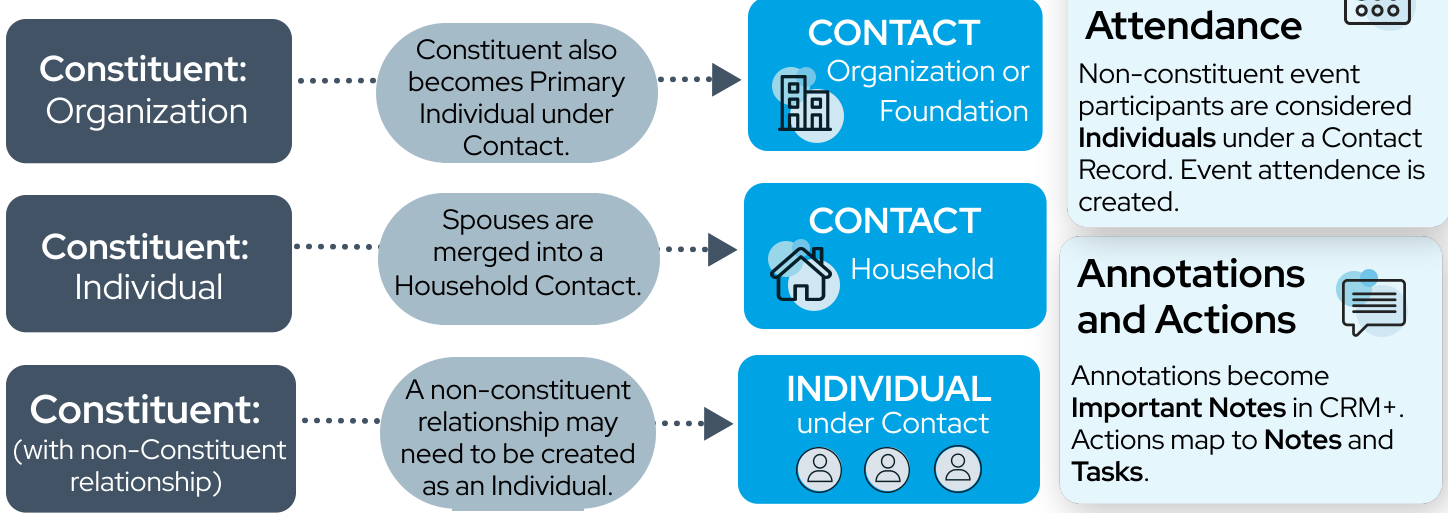 Constituent:
Organization
Constituent also
becomes Primary
Individual under
Contact.
CONTACT
Organization or
Foundation
Constituent:
Individual
Spouses are
merged into a
Household Contact.
CONTACT
Household
Constituent:
(with non-Constituent
relationship)
A non-constituent
relationship may
need to be created
as an Individual.
INDIVIDUAL
under Contact
Attendance
Non-constituent event
participants are considered
Individuals under a Contact
Record. Event attendence is
created.
Annotations
and Actions
Annotations become
Important Notes in CRM+.
Actions map to Notes and
Tasks.